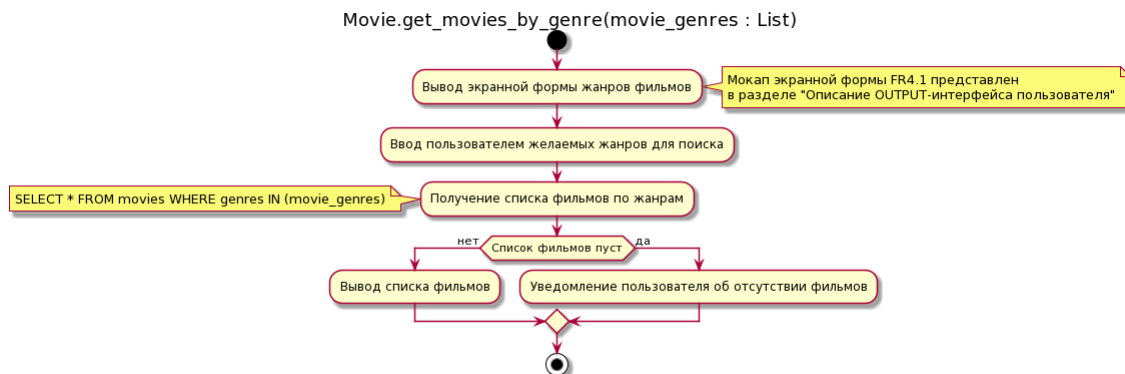 Movie.get_movies_by_genre(movie_genres : List)
Вывод экранной формы жанров фильмов
Мокап экранной формы FR4.1 представлен
в разделе "Описание OUTPUT-интерфейса пользователя"
Ввод пользователем желаемых жанров для поиска
SELECT * FROM movies WHERE genres IN (movie_genres)
Получение списка фильмов по жанрам
нет
Список фильмов пуст
да
Вывод списка фильмов
Уведомление пользователя об отсутствии фильмов